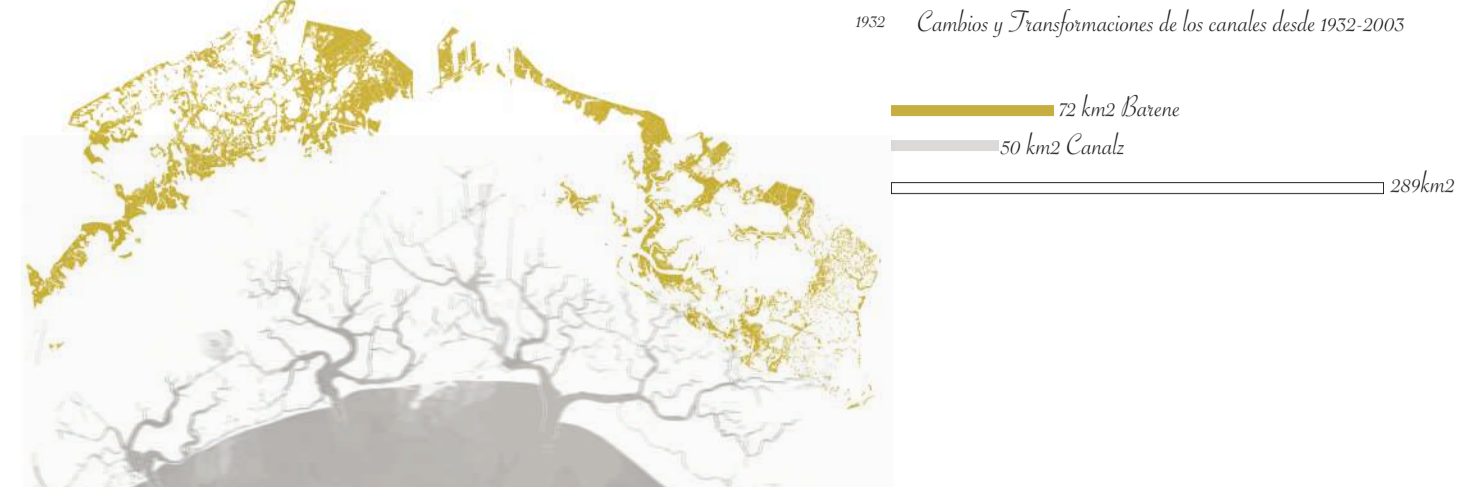 1932
Cambios y Transformaciones de los canales desde 1932-2003
72 km2 Barene
50 km2 Canalz
289km2